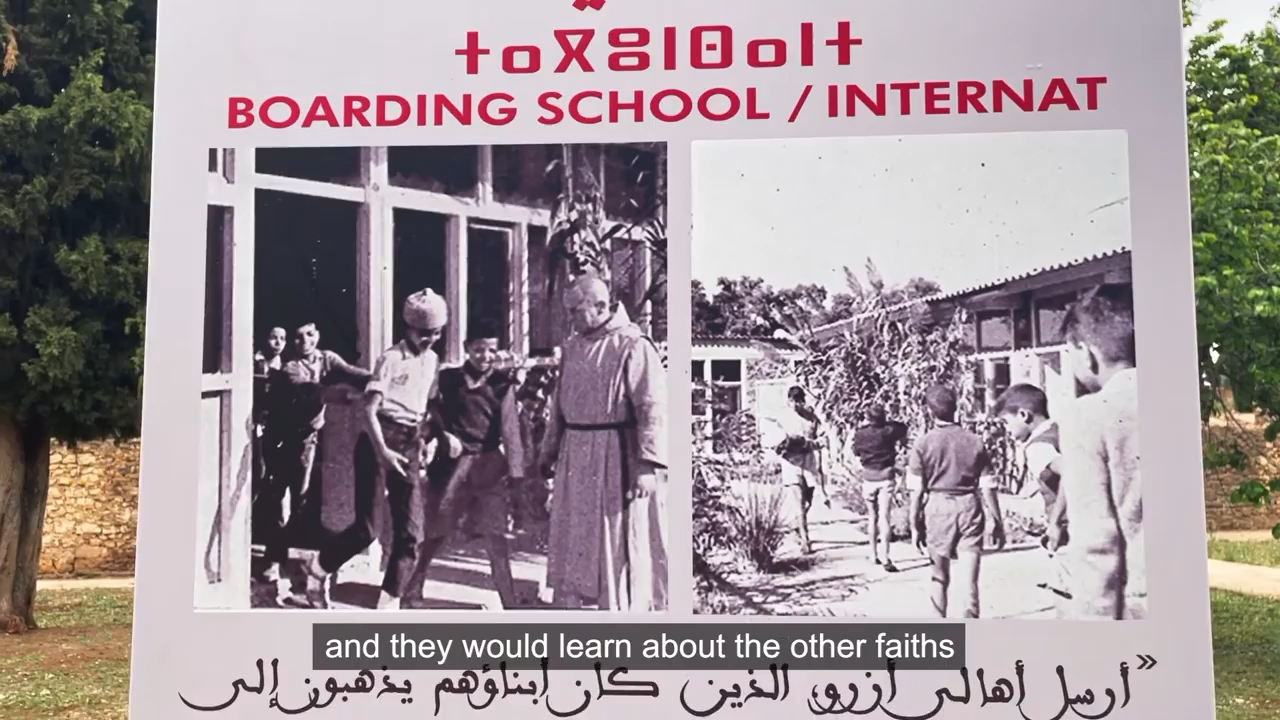 ⵜⴰⴳⵓⵏⵙⴰⵏⵜ
BOARDING SCHOOL / INTERNAT
and they would learn about the other faiths
»أرسل أهالي أزرو، الذين كان أبناؤهم يذهبون إلى